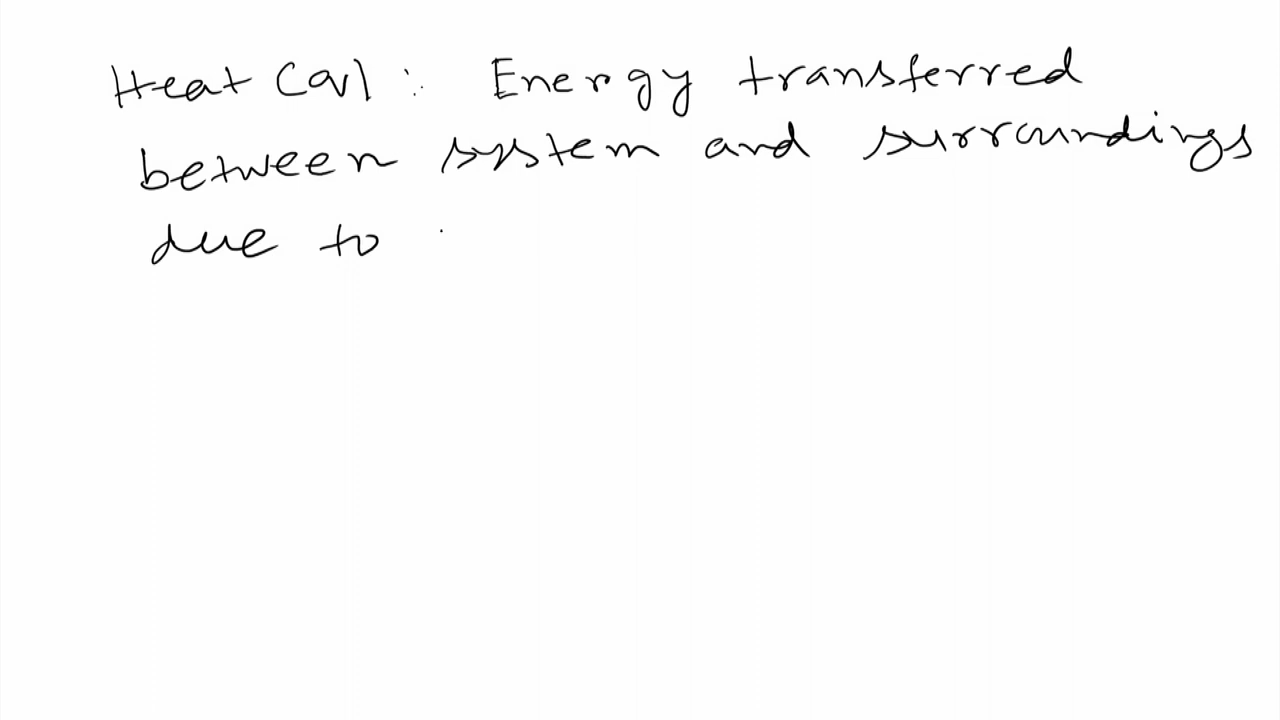 Heat (q) : Energy transferred
between system and surroundings
due to